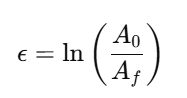 ϵ = ln(A₀/A_f)